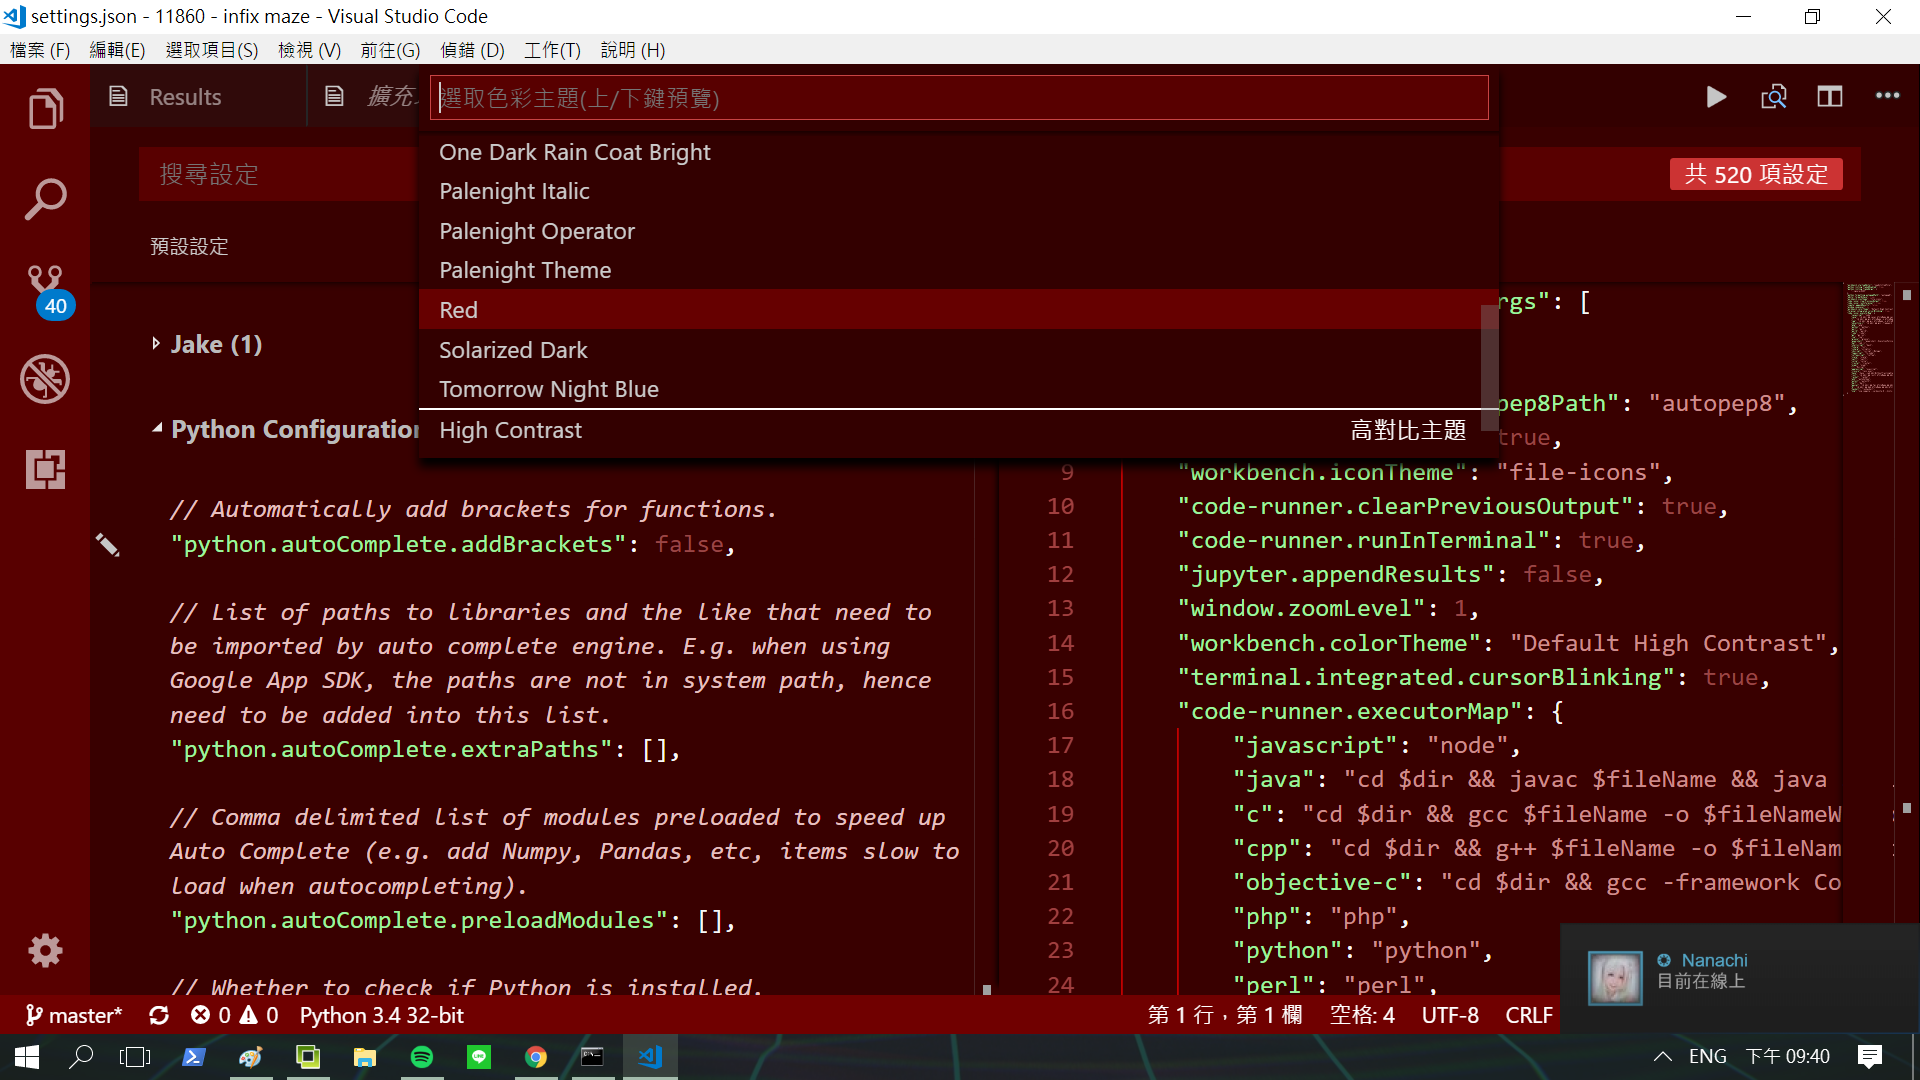 settings.json - 11860 - infix maze - Visual Studio Code
檔案 (F) 編輯(E) 選取項目(S) 檢視 (V) 前往(G) 偵錯 (D) 工作(T) 說明 (H)
Results
擴充
選取色彩主題(上/下鍵預覽)
One Dark Rain Coat Bright
Palenight Italic
Palenight Operator
Palenight Theme
Red
Solarized Dark
Tomorrow Night Blue
High Contrast 高對比主題
搜尋設定
共 520 項設定
預設設定
40
Jake (1)
Python Configuration
// Automatically add brackets for functions.
"python.autoComplete.addBrackets": false,
// List of paths to libraries and the like that need to
be imported by auto complete engine. E.g. when using
Google App SDK, the paths are not in system path, hence
need to be added into this list.
"python.autoComplete.extraPaths": [],
// Comma delimited list of modules preloaded to speed up
Auto Complete (e.g. add Numpy, Pandas, etc, items slow to
load when autocompleting).
"python.autoComplete.preloadModules": [],
// Whether to check if Python is installed.
rgs": [
pep8Path": "autopep8",
true,
9 "workbench.iconTheme": "file-icons",
10 "code-runner.clearPreviousOutput": true,
11 "code-runner.runInTerminal": true,
12 "jupyter.appendResults": false,
13 "window.zoomLevel": 1,
14 "workbench.colorTheme": "Default High Contrast",
15 "terminal.integrated.cursorBlinking": true,
16 "code-runner.executorMap": {
17 "javascript": "node",
18 "java": "cd $dir && javac $fileName && java
19 "c": "cd $dir && gcc $fileName -o $fileNameW
20 "cpp": "cd $dir && g++ $fileName -o $fileNam
21 "objective-c": "cd $dir && gcc -framework Co
22 "php": "php",
23 "python": "python",
24 "perl": "perl",
Nanachi
目前在線上
master* 0 0 Python 3.4 32-bit 第 1 行，第 1 欄 空格: 4 UTF-8 CRLF
ENG 下午 09:40